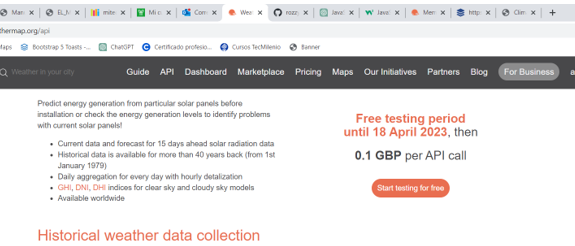 Man
El_M
mite
Mi c
Con
Wea
rozz
Java
Java
Me
http
Clim
thermap.org/api
Maps
Bootstrap 5 Toasts -...
ChatGPT
Certificado profesio...
Cursos TecMilenio
Banner
Weather in your city
Guide API Dashboard Marketplace Pricing Maps Our Initiatives Partners Blog For Business
Predict energy generation from particular solar panels before
installation or check the energy generation levels to identify problems
with current solar panels!
• Current data and forecast for 15 days ahead solar radiation data
• Historical data is available for more than 40 years back (from 1st
January 1979)
• Daily aggregation for every day with hourly detalization
• GHI, DNI, DHI indices for clear sky and cloudy sky models
• Available worldwide
Free testing period
until 18 April 2023, then
0.1 GBP per API call
Start testing for free
Historical weather data collection